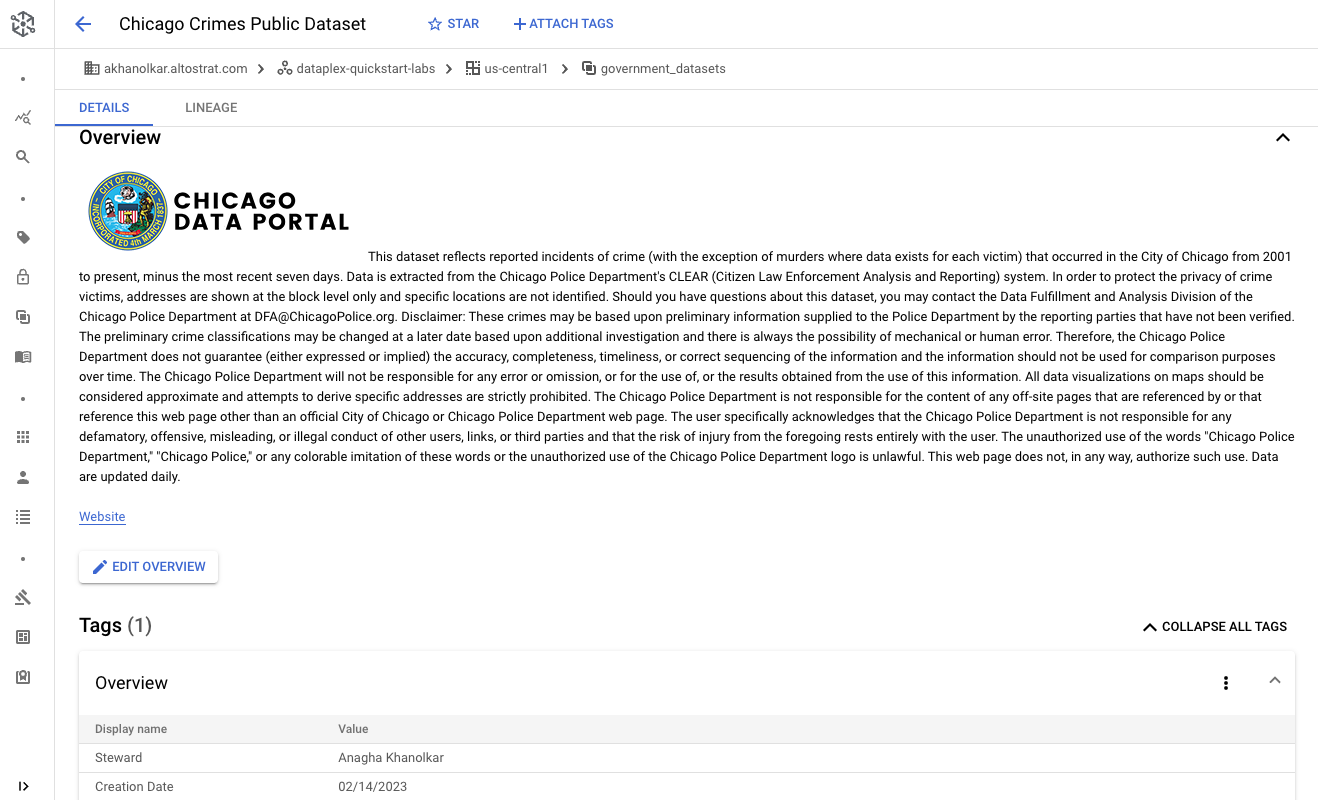 Chicago Crimes Public Dataset
STAR
ATTACH TAGS
akhanolkar.altostrat.com
dataplex-quickstart-labs
us-central1
government_datasets
DETAILS
LINEAGE
Overview
CITY OF CHICAGO
INCORPORATED 4th MARCH 1837
CHICAGO
DATA PORTAL
This dataset reflects reported incidents of crime (with the exception of murders where data exists for each victim) that occurred in the City of Chicago from 2001
to present, minus the most recent seven days. Data is extracted from the Chicago Police Department's CLEAR (Citizen Law Enforcement Analysis and Reporting) system. In order to protect the privacy of crime
victims, addresses are shown at the block level only and specific locations are not identified. Should you have questions about this dataset, you may contact the Data Fulfillment and Analysis Division of the
Chicago Police Department at DFA@ChicagoPolice.org. Disclaimer: These crimes may be based upon preliminary information supplied to the Police Department by the reporting parties that have not been verified.
The preliminary crime classifications may be changed at a later date based upon additional investigation and there is always the possibility of mechanical or human error. Therefore, the Chicago Police
Department does not guarantee (either expressed or implied) the accuracy, completeness, timeliness, or correct sequencing of the information and the information should not be used for comparison purposes
over time. The Chicago Police Department will not be responsible for any error or omission, or for the use of, or the results obtained from the use of this information. All data visualizations on maps should be
considered approximate and attempts to derive specific addresses are strictly prohibited. The Chicago Police Department is not responsible for the content of any off-site pages that are referenced by or that
reference this web page other than an official City of Chicago or Chicago Police Department web page. The user specifically acknowledges that the Chicago Police Department is not responsible for any
defamatory, offensive, misleading, or illegal conduct of other users, links, or third parties and that the risk of injury from the foregoing rests entirely with the user. The unauthorized use of the words "Chicago Police
Department," "Chicago Police," or any colorable imitation of these words or the unauthorized use of the Chicago Police Department logo is unlawful. This web page does not, in any way, authorize such use. Data
are updated daily.
Website
EDIT OVERVIEW
Tags (1)
COLLAPSE ALL TAGS
Overview
Display name Value
Steward Anagha Khanolkar
Creation Date 02/14/2023